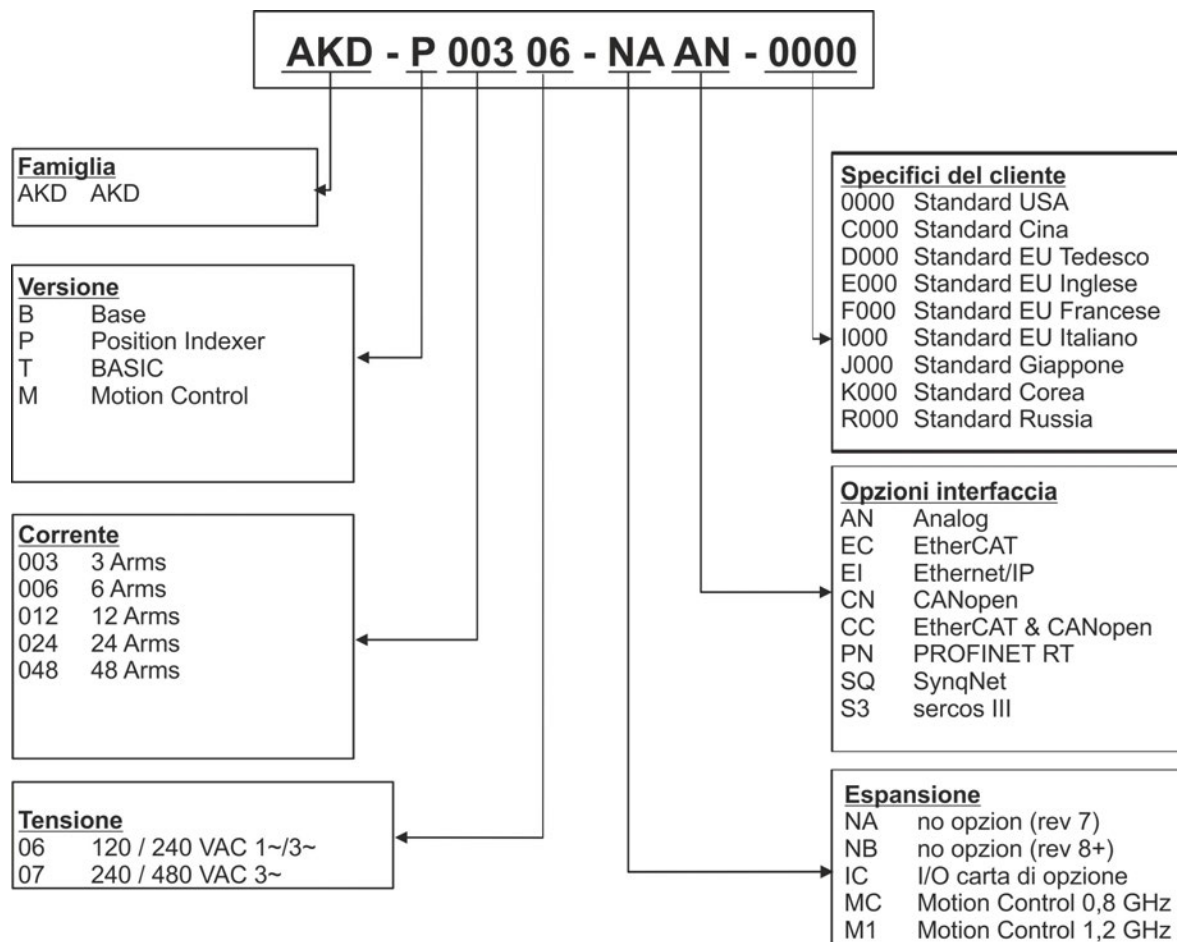 AKD - P 003 06 - NA AN - 0000
Famiglia
AKD AKD
Versione
B Base
P Position Indexer
T BASIC
M Motion Control
Corrente
003 3 Arms
006 6 Arms
012 12 Arms
024 24 Arms
048 48 Arms
Tensione
06 120 / 240 VAC 1~/3~
07 240 / 480 VAC 3~
Specifici del cliente
0000 Standard USA
C000 Standard Cina
D000 Standard EU Tedesco
E000 Standard EU Inglese
F000 Standard EU Francese
I000 Standard EU Italiano
J000 Standard Giappone
K000 Standard Corea
R000 Standard Russia
Opzioni interfaccia
AN Analog
EC EtherCAT
EI Ethernet/IP
CN CANopen
CC EtherCAT & CANopen
PN PROFINET RT
SQ SynqNet
S3 sercos III
Espansione
NA no opzion (rev 7)
NB no opzion (rev 8+)
IC I/O carta di opzione
MC Motion Control 0,8 GHz
M1 Motion Control 1,2 GHz